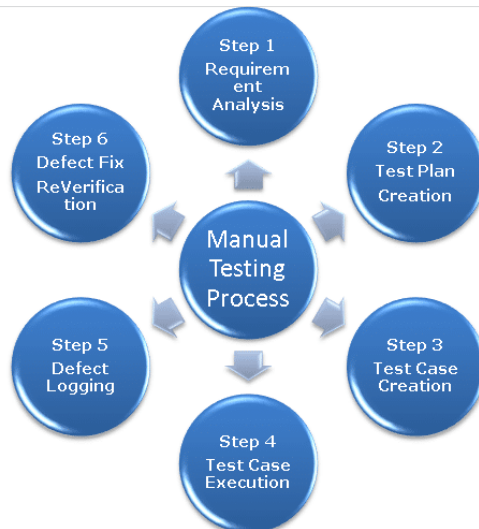 Step 1
Requirem
ent
Analysis
Step 2
Test Plan
Creation
Step 3
Test Case
Creation
Step 4
Test Case
Execution
Step 5
Defect
Logging
Step 6
Defect Fix
ReVerifica
tion
Manual
Testing
Process